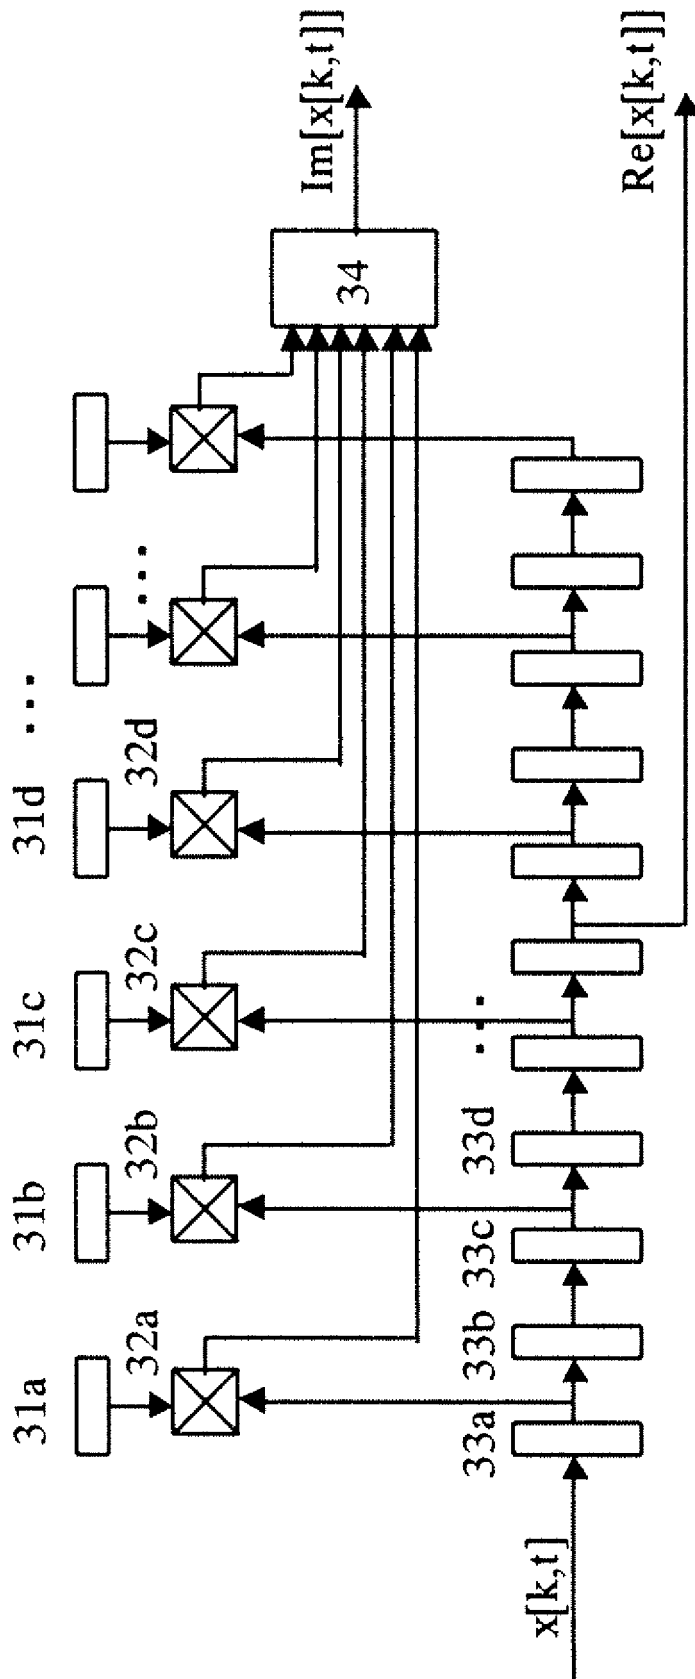 31a
31b
31c
31d
...
32a
32b
32c
32d
...
34
Im[x[k,t]]
33a
33b
33c
33d
...
x[k,t]
Re[x[k,t]]